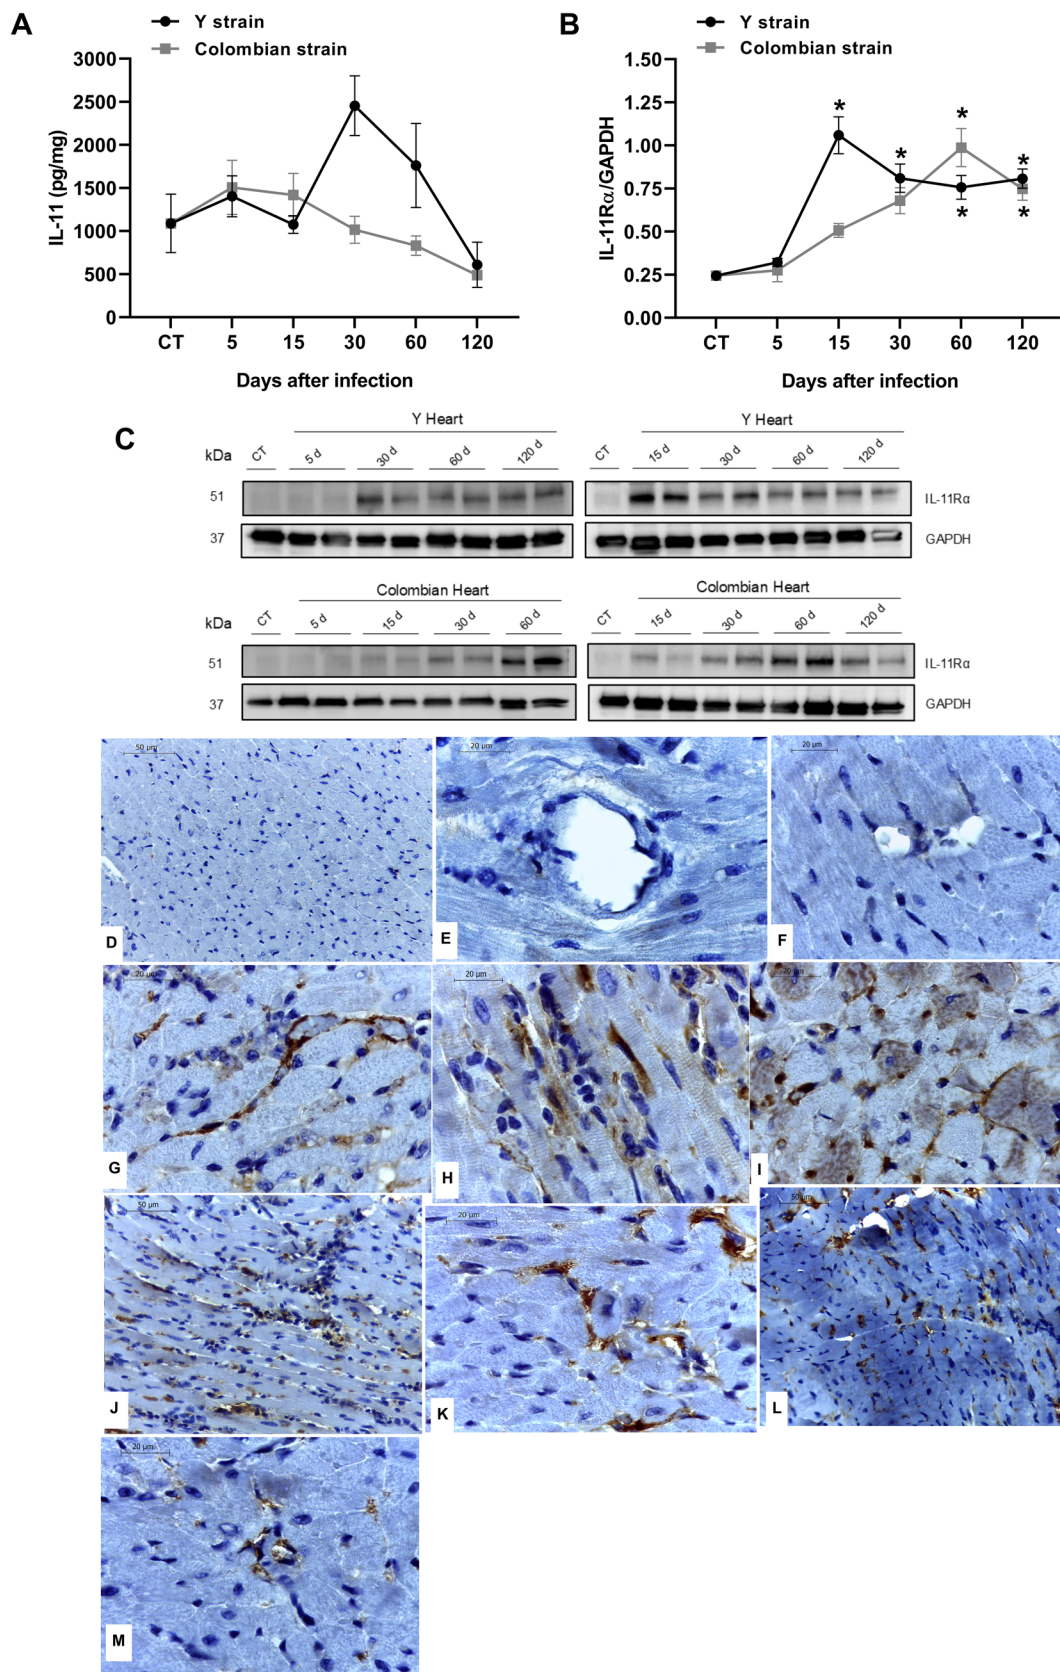 A
Y strain
Colombian strain
3000
2500
2000
1500
1000
500
0
IL-11 (pg/mg)
CT 5 15 30 60 120
Days after infection
B
Y strain
Colombian strain
1.50
1.25
1.00
0.75
0.50
0.25
0.00
IL-11Rα/GAPDH
* * * * * *
CT 5 15 30 60 120
Days after infection
C
Y Heart
Y Heart
kDa CT 5 d 30 d 60 d 120 d CT 15 d 30 d 60 d 120 d
51 IL-11Rα
37 GAPDH
Colombian Heart
Colombian Heart
kDa CT 5 d 15 d 30 d 60 d CT 15 d 30 d 60 d 120 d
51 IL-11Rα
37 GAPDH
50 µm
D
20 µm
E
20 µm
F
20 µm
G
20 µm
H
20 µm
I
50 µm
J
20 µm
K
50 µm
L
20 µm
M